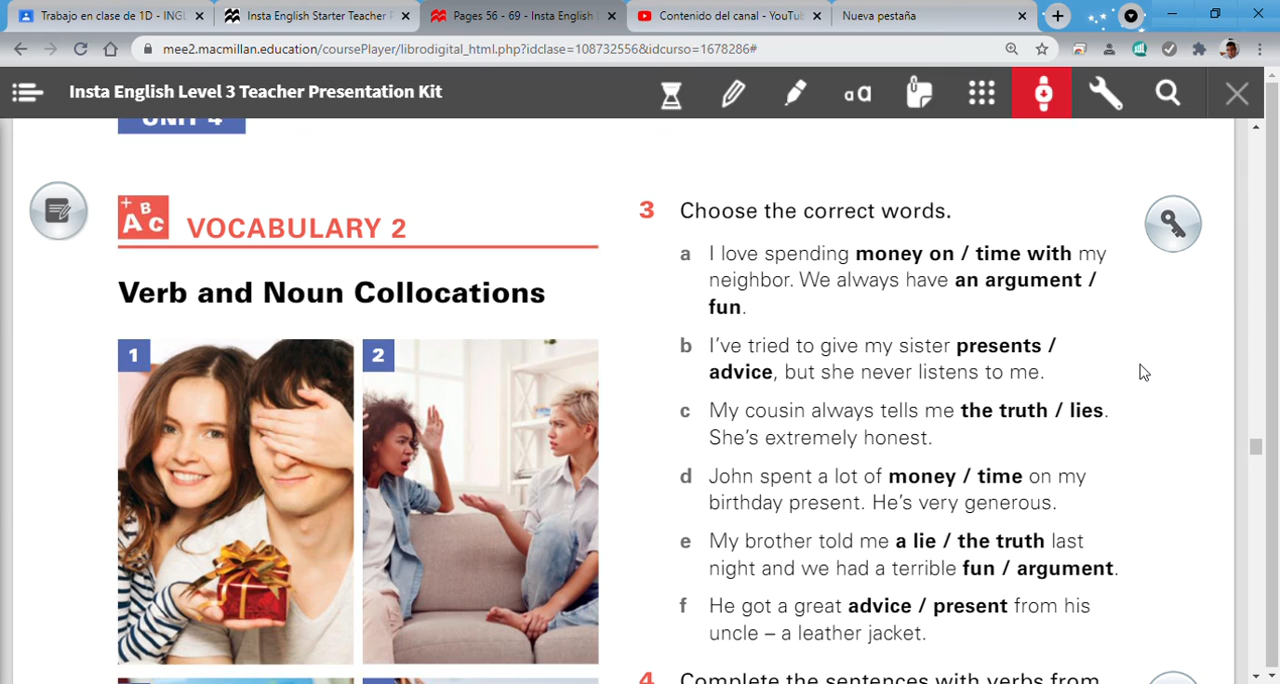 Trabajo en clase de 1D - INGL
Insta English Starter Teacher P
Pages 56 - 69 - Insta English L
Contenido del canal - YouTub
Nueva pestaña
mee2.macmillan.education/coursePlayer/librodigital_html.php?idclase=108732556&idcurso=1678286#
Insta English Level 3 Teacher Presentation Kit
a a
UNIT 4
+ A B C
VOCABULARY 2
Verb and Noun Collocations
1
2
3 Choose the correct words.
a I love spending money on / time with my
neighbor. We always have an argument /
fun.
b I've tried to give my sister presents /
advice, but she never listens to me.
c My cousin always tells me the truth / lies.
She's extremely honest.
d John spent a lot of money / time on my
birthday present. He's very generous.
e My brother told me a lie / the truth last
night and we had a terrible fun / argument.
f He got a great advice / present from his
uncle – a leather jacket.
4 Complete the sentences with verbs from